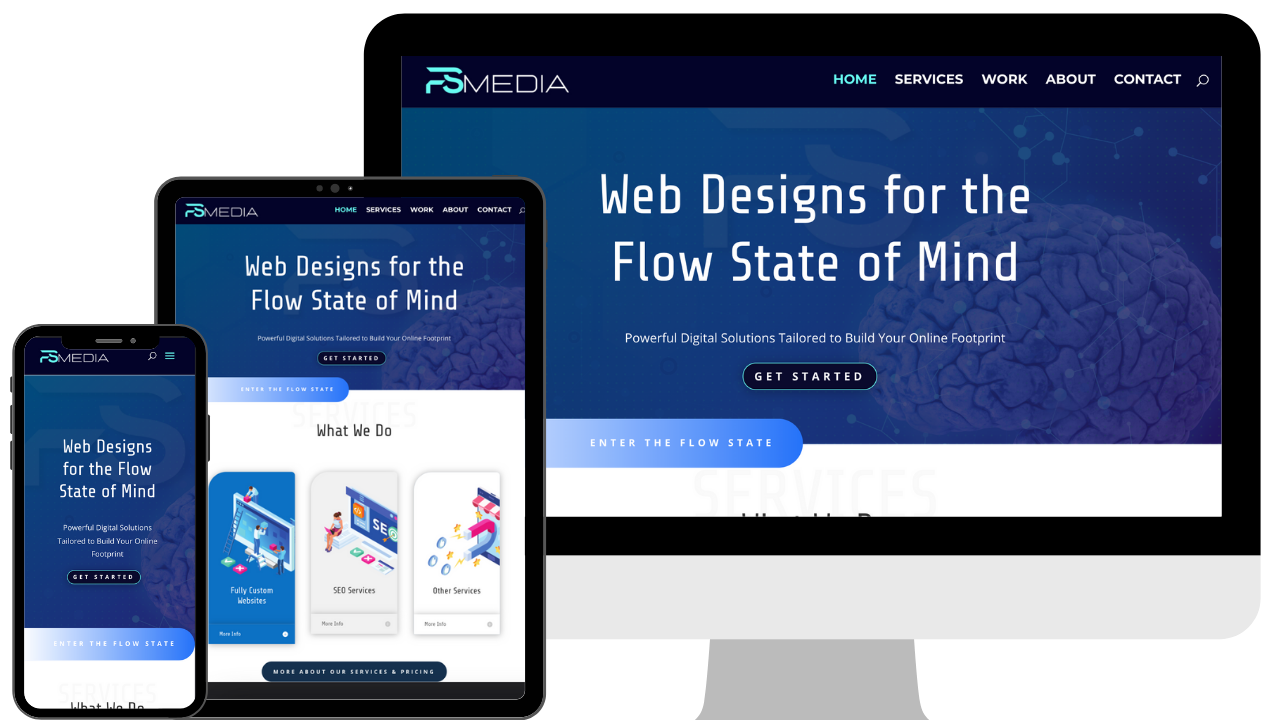 FSMEDIA
HOME SERVICES WORK ABOUT CONTACT
Web Designs for the
Flow State of Mind
Powerful Digital Solutions Tailored to Build Your Online Footprint
GET STARTED
ENTER THE FLOW STATE
SERVICES
FSMEDIA
HOME SERVICES WORK ABOUT CONTACT
Web Designs for the
Flow State of Mind
Powerful Digital Solutions Tailored to Build Your Online Footprint
GET STARTED
ENTER THE FLOW STATE
SERVICES
What We Do
SEO
Fully Custom
Websites
More Info
SEO Services
More Info
Other Services
More Info
MORE ABOUT OUR SERVICES & PRICING
FSMEDIA
Web Designs
for the Flow
State of Mind
Powerful Digital Solutions
Tailored to Build Your Online
Footprint
GET STARTED
ENTER THE FLOW STATE
SERVICES
What We Do